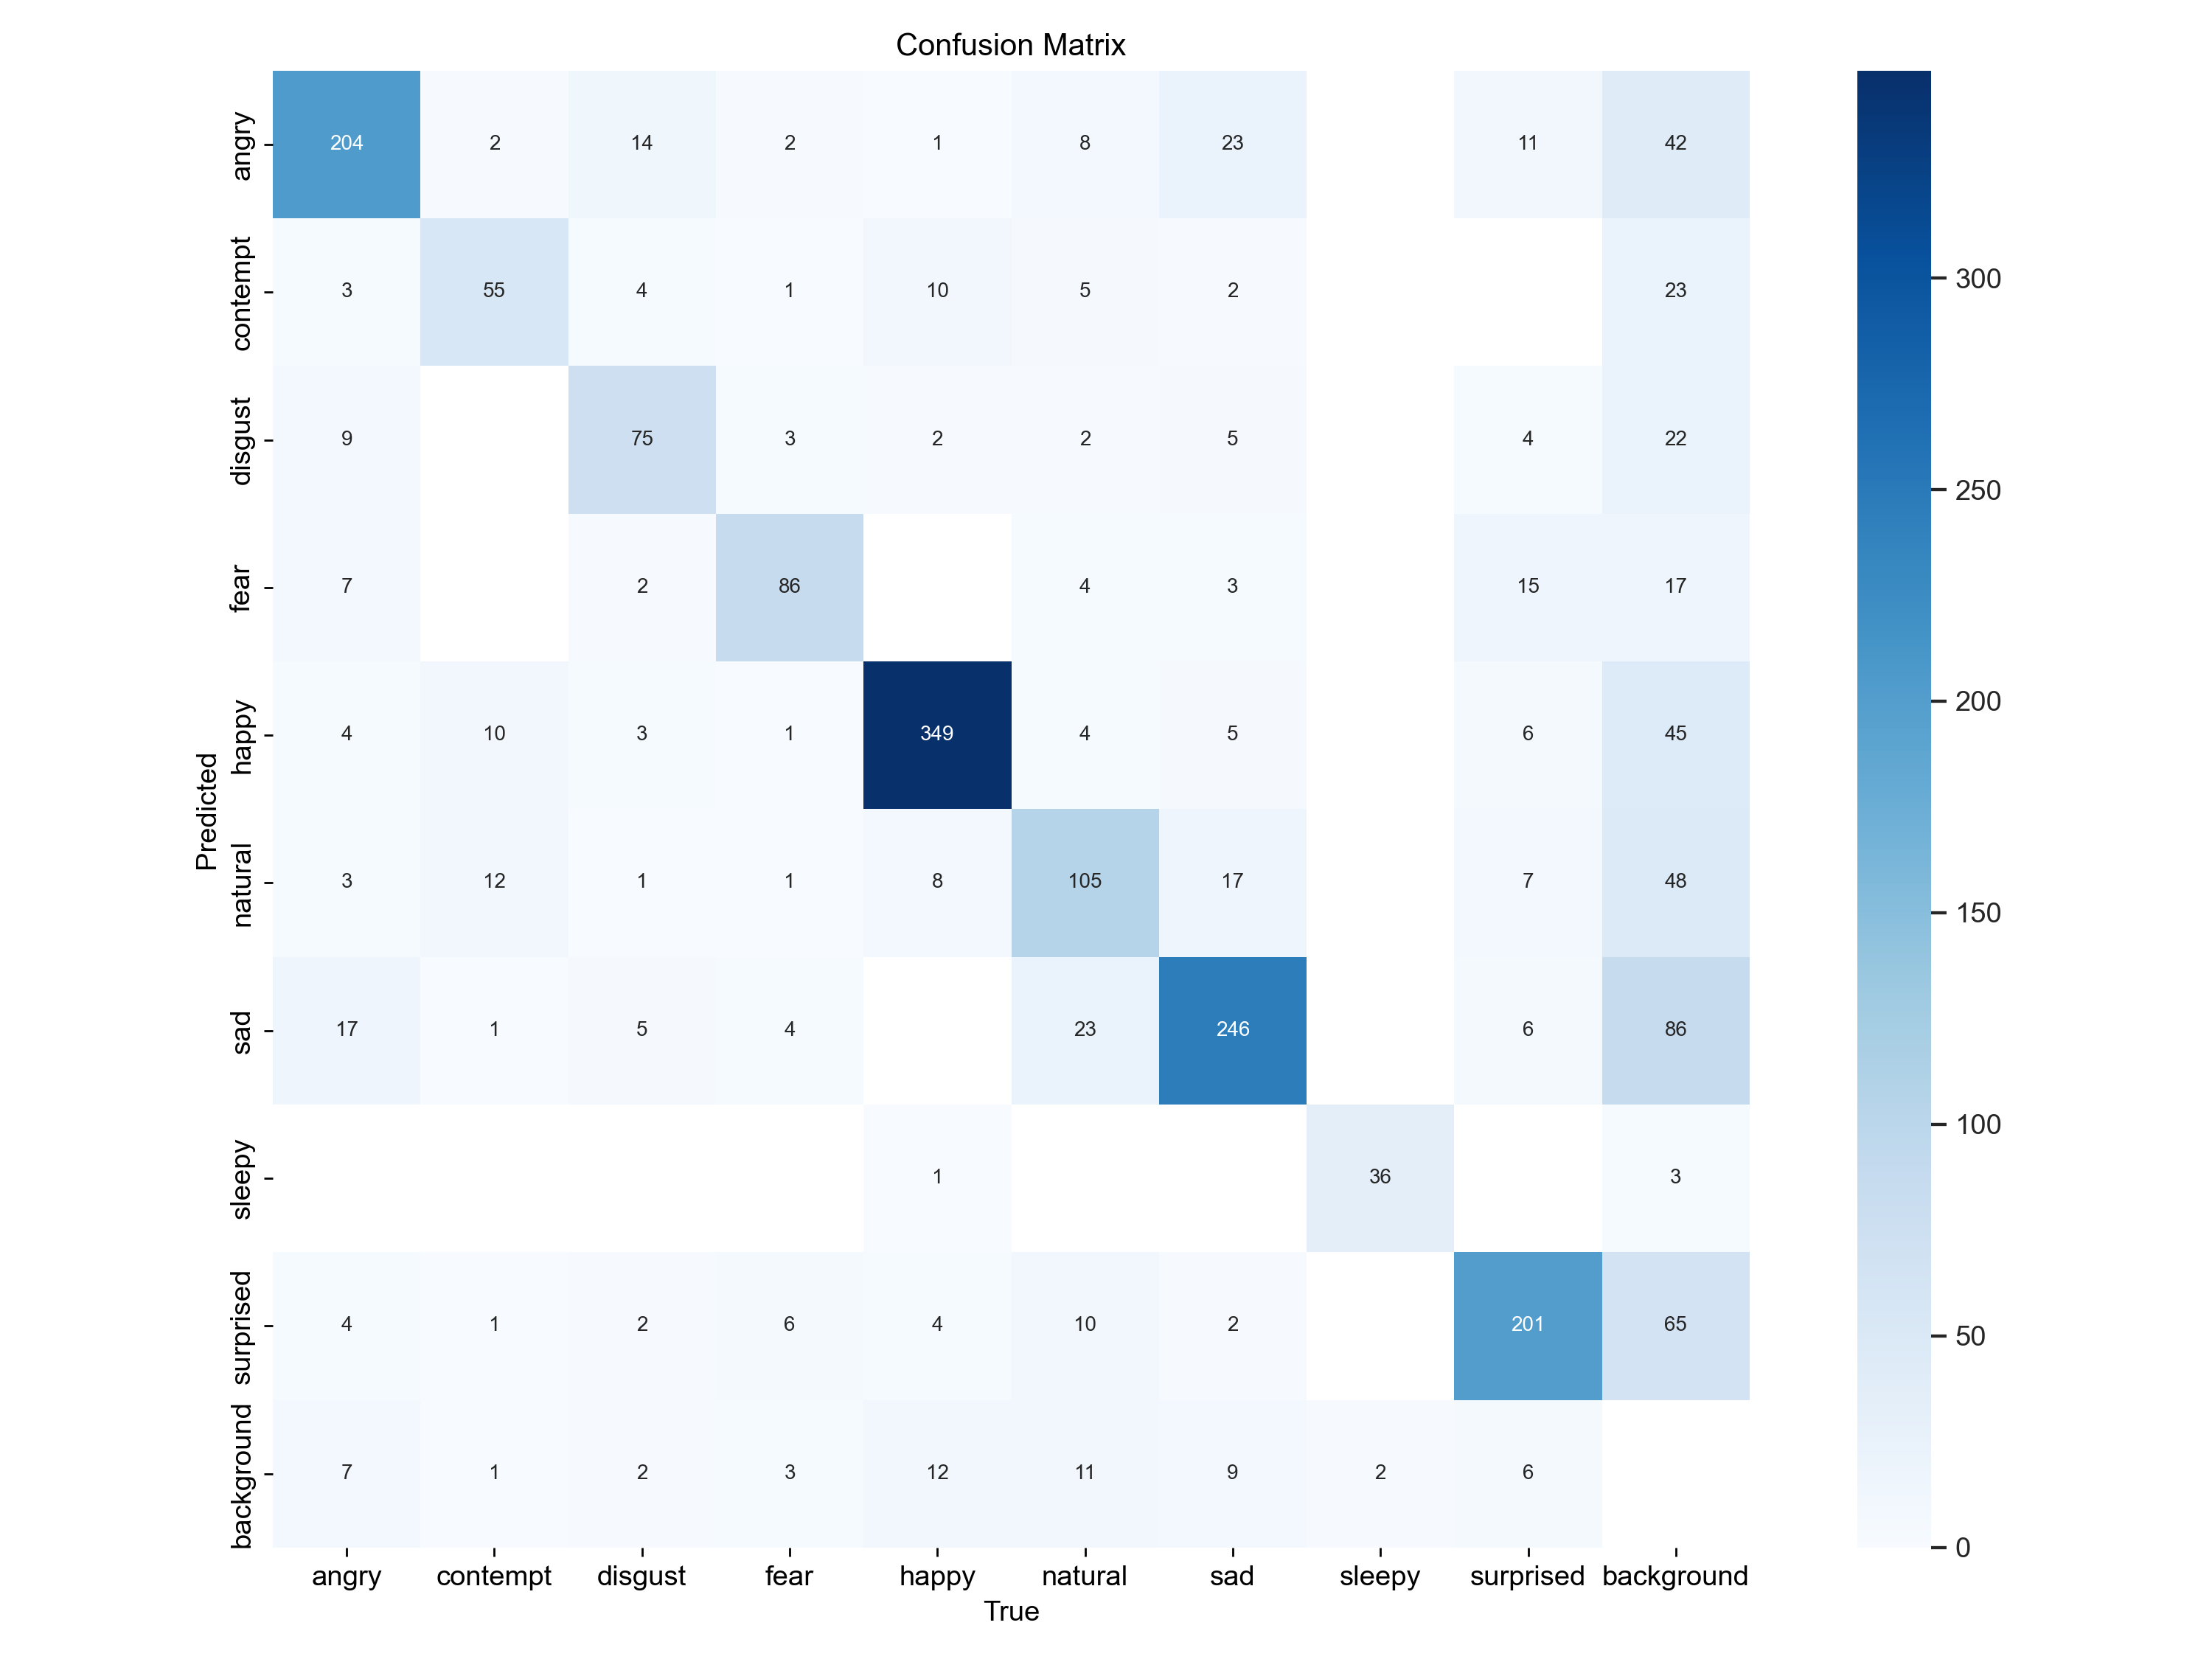 Confusion Matrix
angry 204 2 14 2 1 8 23 11 42
contempt 3 55 4 1 10 5 2 23
disgust 9 75 3 2 2 5 4 22
fear 7 2 86 4 3 15 17
happy 4 10 3 1 349 4 5 6 45
natural 3 12 1 1 8 105 17 7 48
sad 17 1 5 4 23 246 6 86
sleepy 1 36 3
surprised 4 1 2 6 4 10 2 201 65
background 7 1 2 3 12 11 9 2 6
angry contempt disgust fear happy natural sad sleepy surprised background
True
Predicted
300
250
200
150
100
50
0